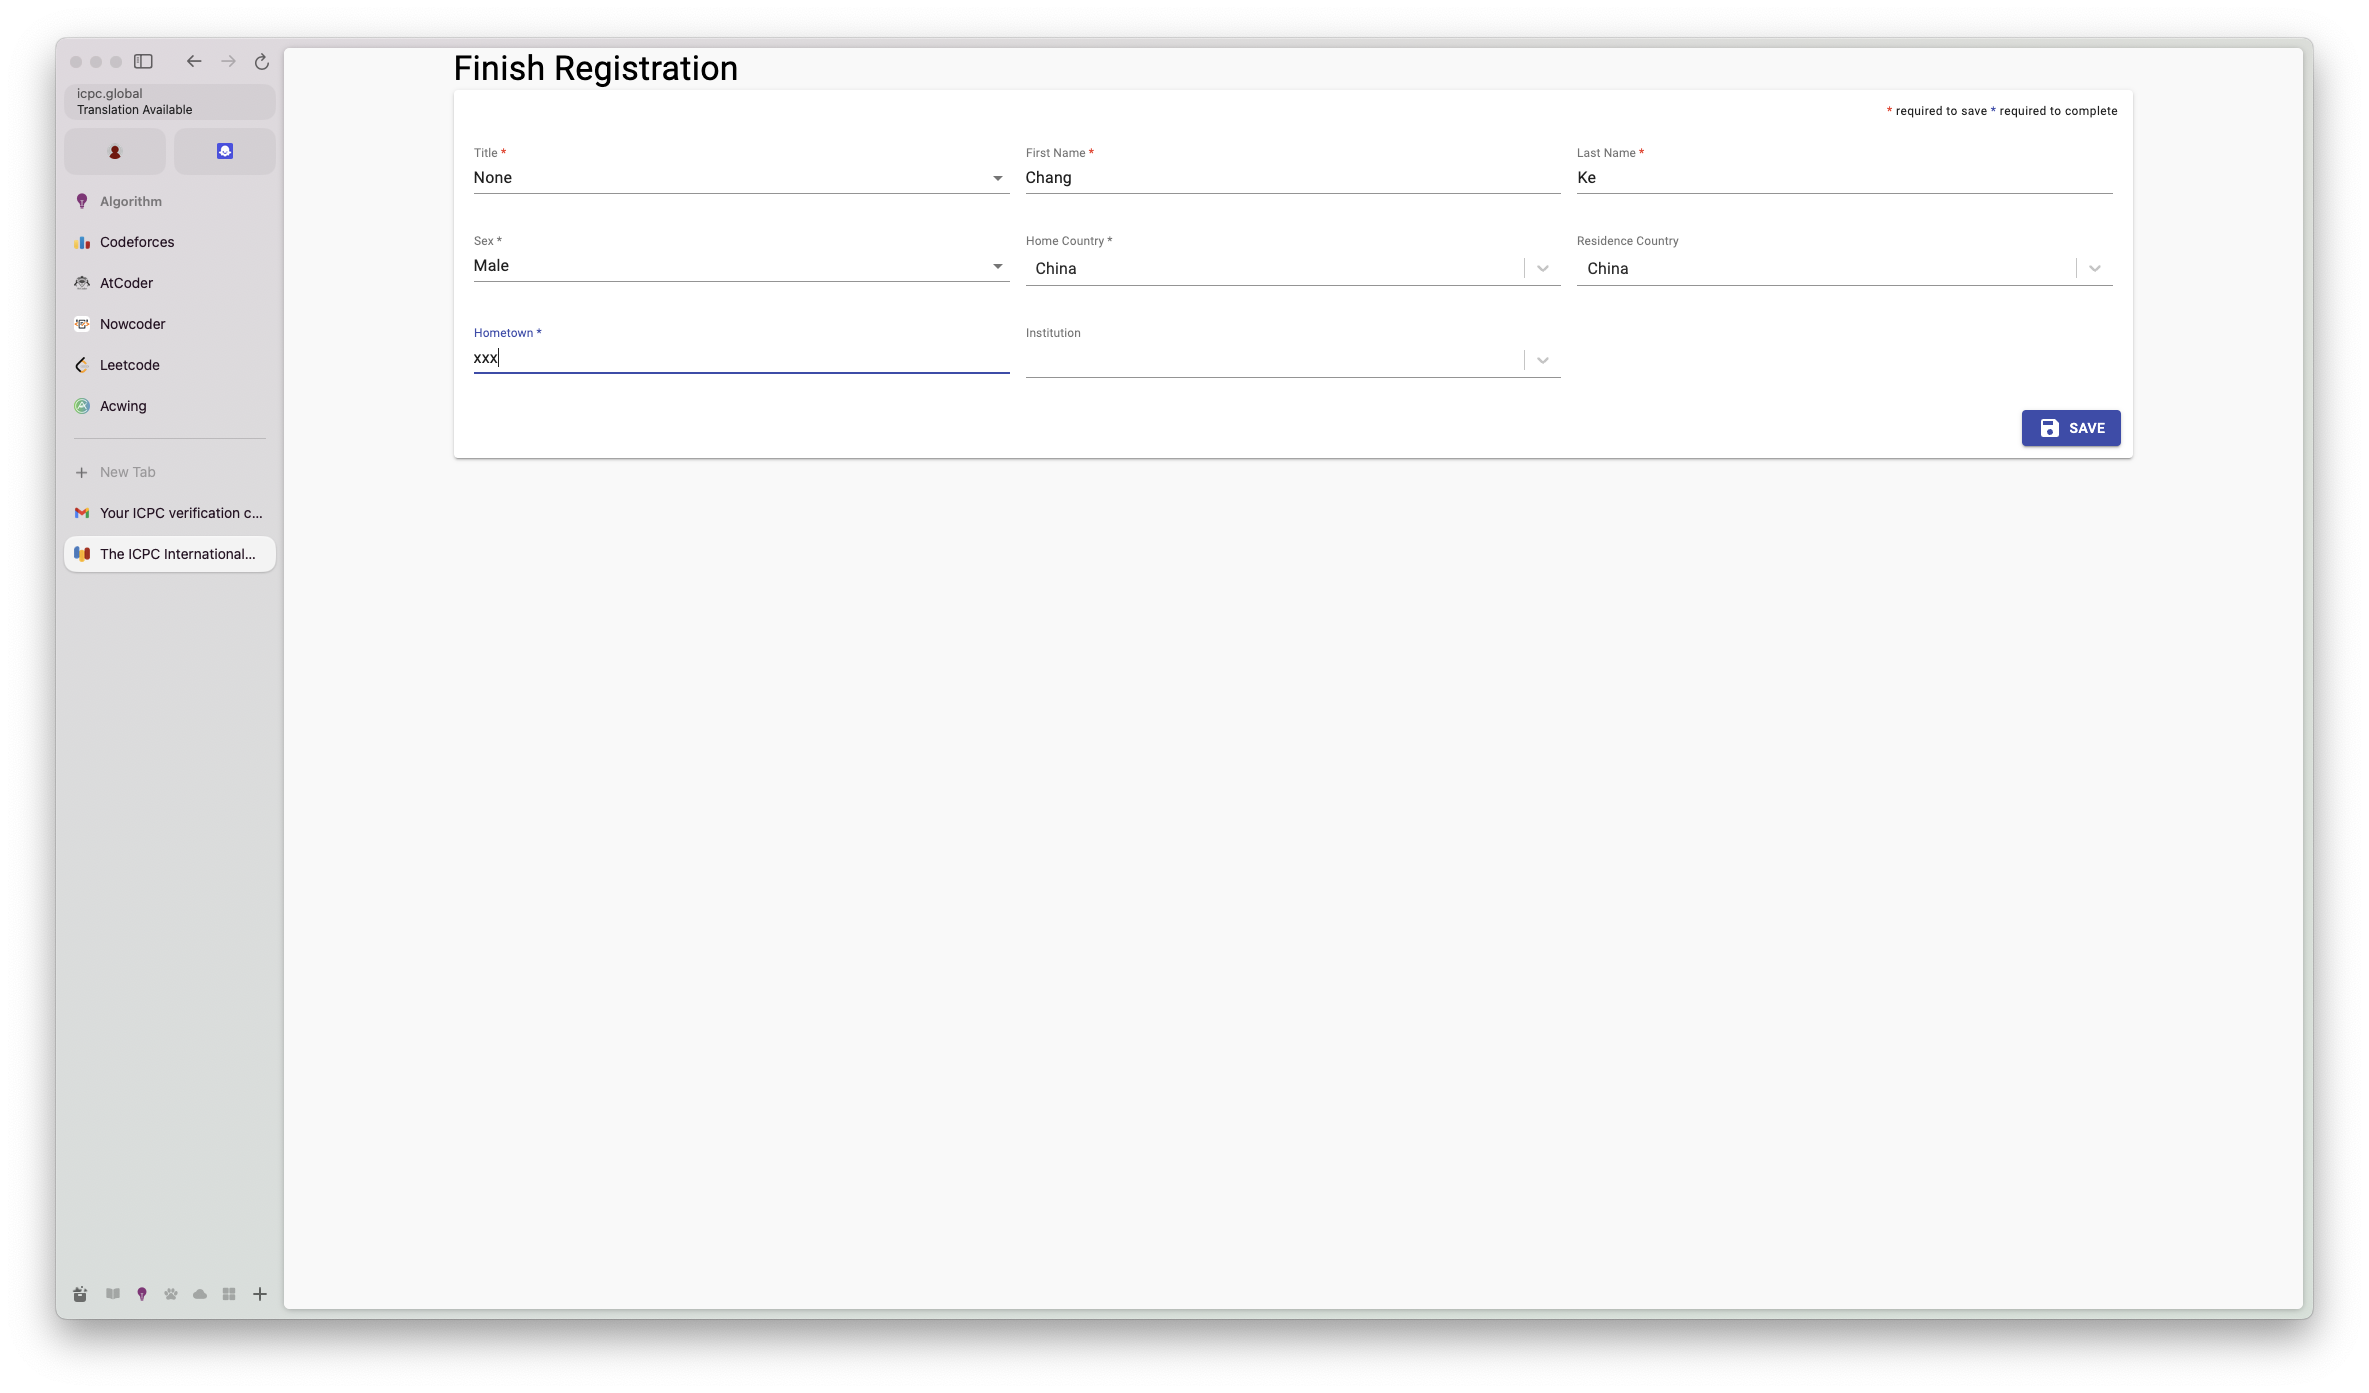 icpc.global
Translation Available
Algorithm
Codeforces
AtCoder
Nowcoder
Leetcode
Acwing
New Tab
Your ICPC verification c...
The ICPC International...
Finish Registration
* required to save * required to complete
Title *
None
First Name *
Chang
Last Name *
Ke
Sex *
Male
Home Country *
China
Residence Country
China
Hometown *
xxx
Institution
SAVE